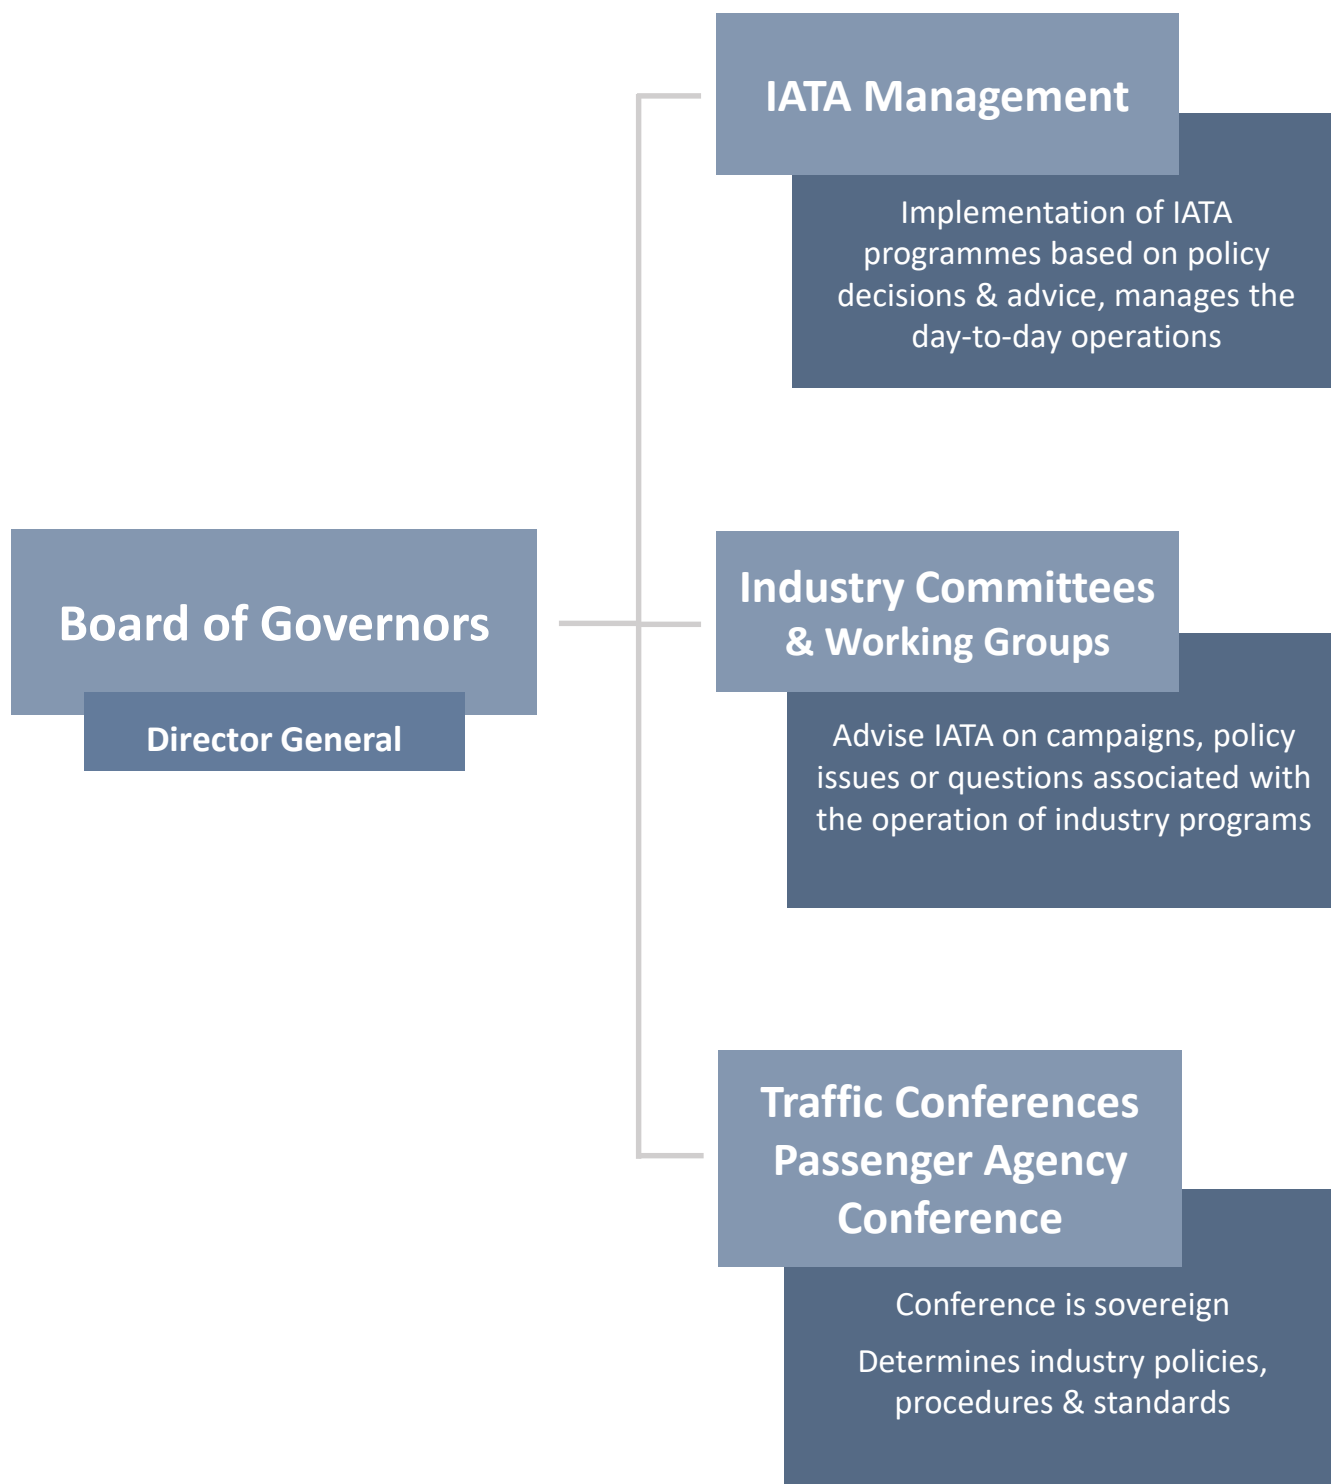 IATA Management
Implementation of IATA
programmes based on policy
decisions & advice, manages the
day-to-day operations
Board of Governors
Director General
Industry Committees
& Working Groups
Advise IATA on campaigns, policy
issues or questions associated with
the operation of industry programs
Traffic Conferences
Passenger Agency
Conference
Conference is sovereign
Determines industry policies,
procedures & standards